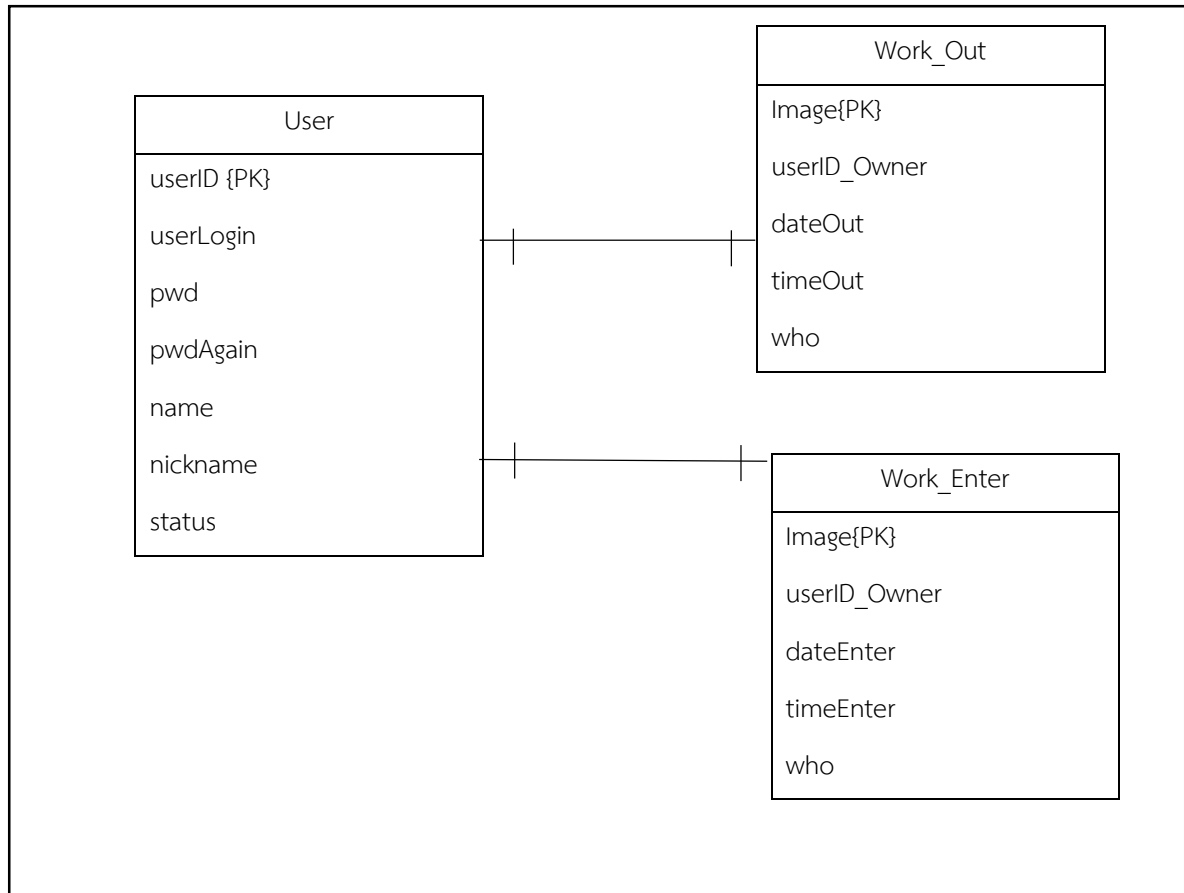 User
userID {PK}
userLogin
pwd
pwdAgain
name
nickname
status
Work_Out
Image{PK}
userID_Owner
dateOut
timeOut
who
Work_Enter
Image{PK}
userID_Owner
dateEnter
timeEnter
who